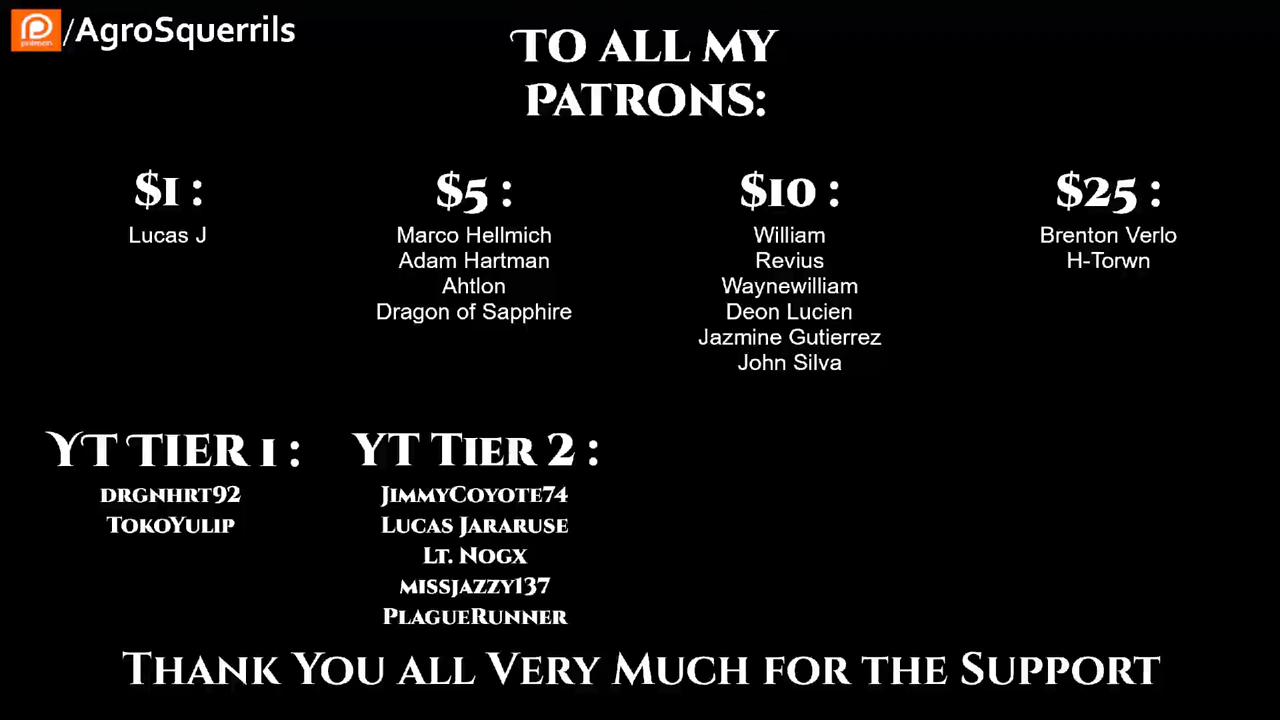 patreon
/AgroSquerrils
To all my
Patrons:
$1 :
Lucas J
$5 :
Marco Hellmich
Adam Hartman
Ahtlon
Dragon of Sapphire
$10 :
William
Revius
Waynewilliam
Deon Lucien
Jazmine Gutierrez
John Silva
$25 :
Brenton Verlo
H-Torwn
YT Tier 1 :
drgnhrt92
TokoYulip
YT Tier 2 :
JimmyCoyote74
Lucas Jararuse
Lt. Nogx
missjazzy137
PlagueRunner
Thank You all Very Much for the Support